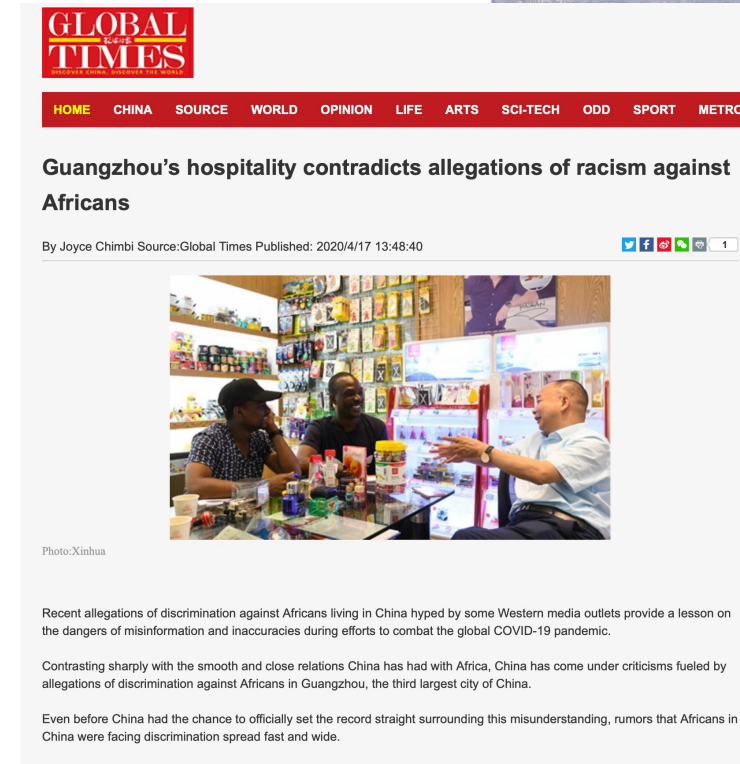 GLOBAL
TIMES
DISCOVER CHINA, DISCOVER THE WORLD
HOME CHINA SOURCE WORLD OPINION LIFE ARTS SCI-TECH ODD SPORT METRO
Guangzhou’s hospitality contradicts allegations of racism against
Africans
By Joyce Chimbi Source:Global Times Published: 2020/4/17 13:48:40
1
Photo:Xinhua
Recent allegations of discrimination against Africans living in China hyped by some Western media outlets provide a lesson on
the dangers of misinformation and inaccuracies during efforts to combat the global COVID-19 pandemic.
Contrasting sharply with the smooth and close relations China has had with Africa, China has come under criticisms fueled by
allegations of discrimination against Africans in Guangzhou, the third largest city of China.
Even before China had the chance to officially set the record straight surrounding this misunderstanding, rumors that Africans in
China were facing discrimination spread fast and wide.